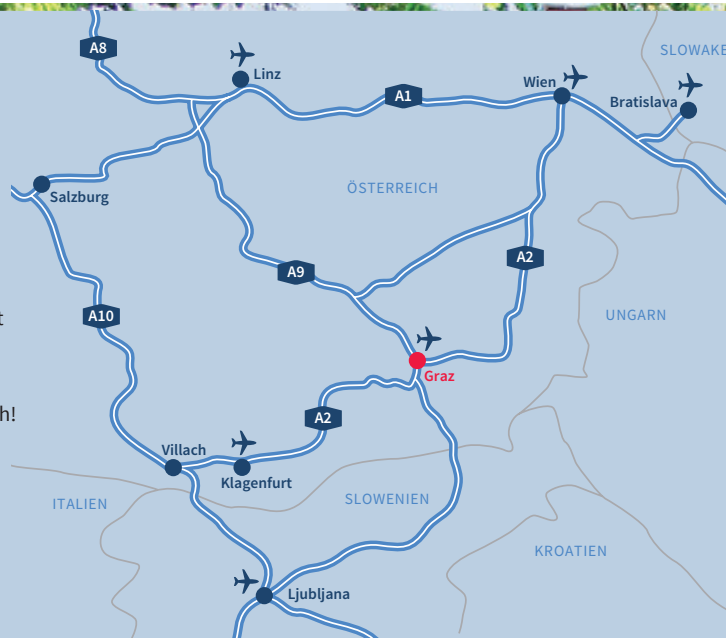 A8
Linz
A1
Wien
SLOWAKE
Bratislava
Salzburg
ÖSTERREICH
A9
A2
t
A10
UNGARN
Graz
h!
A2
Villach
Klagenfurt
ITALIEN
SLOWENIEN
KROATIEN
Ljubljana